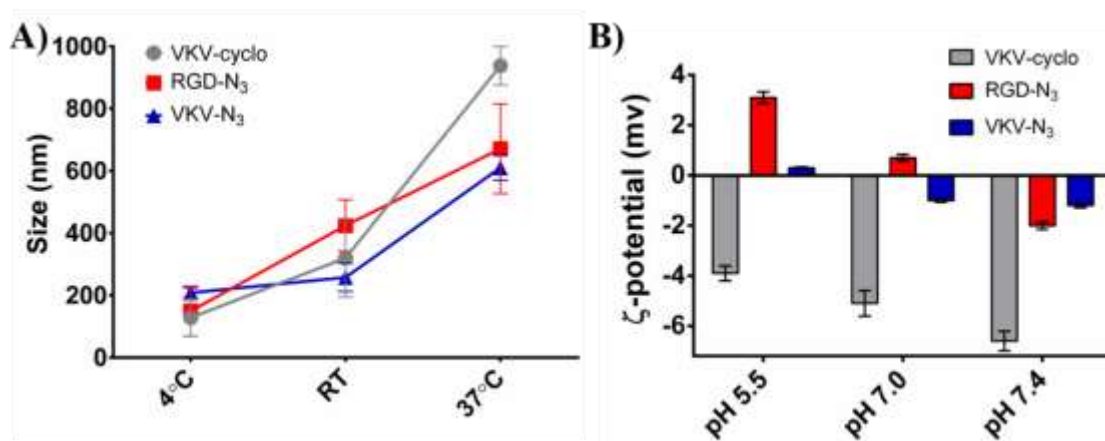 A)
VKV-cyclo
RGD-N₃
VKV-N₃
Size (nm)
1000
800
600
400
200
0
4°C
RT
37°C
B)
VKV-cyclo
RGD-N₃
VKV-N₃
ζ-potential (mv)
4
2
0
-2
-4
-6
pH 5.5
pH 7.0
pH 7.4